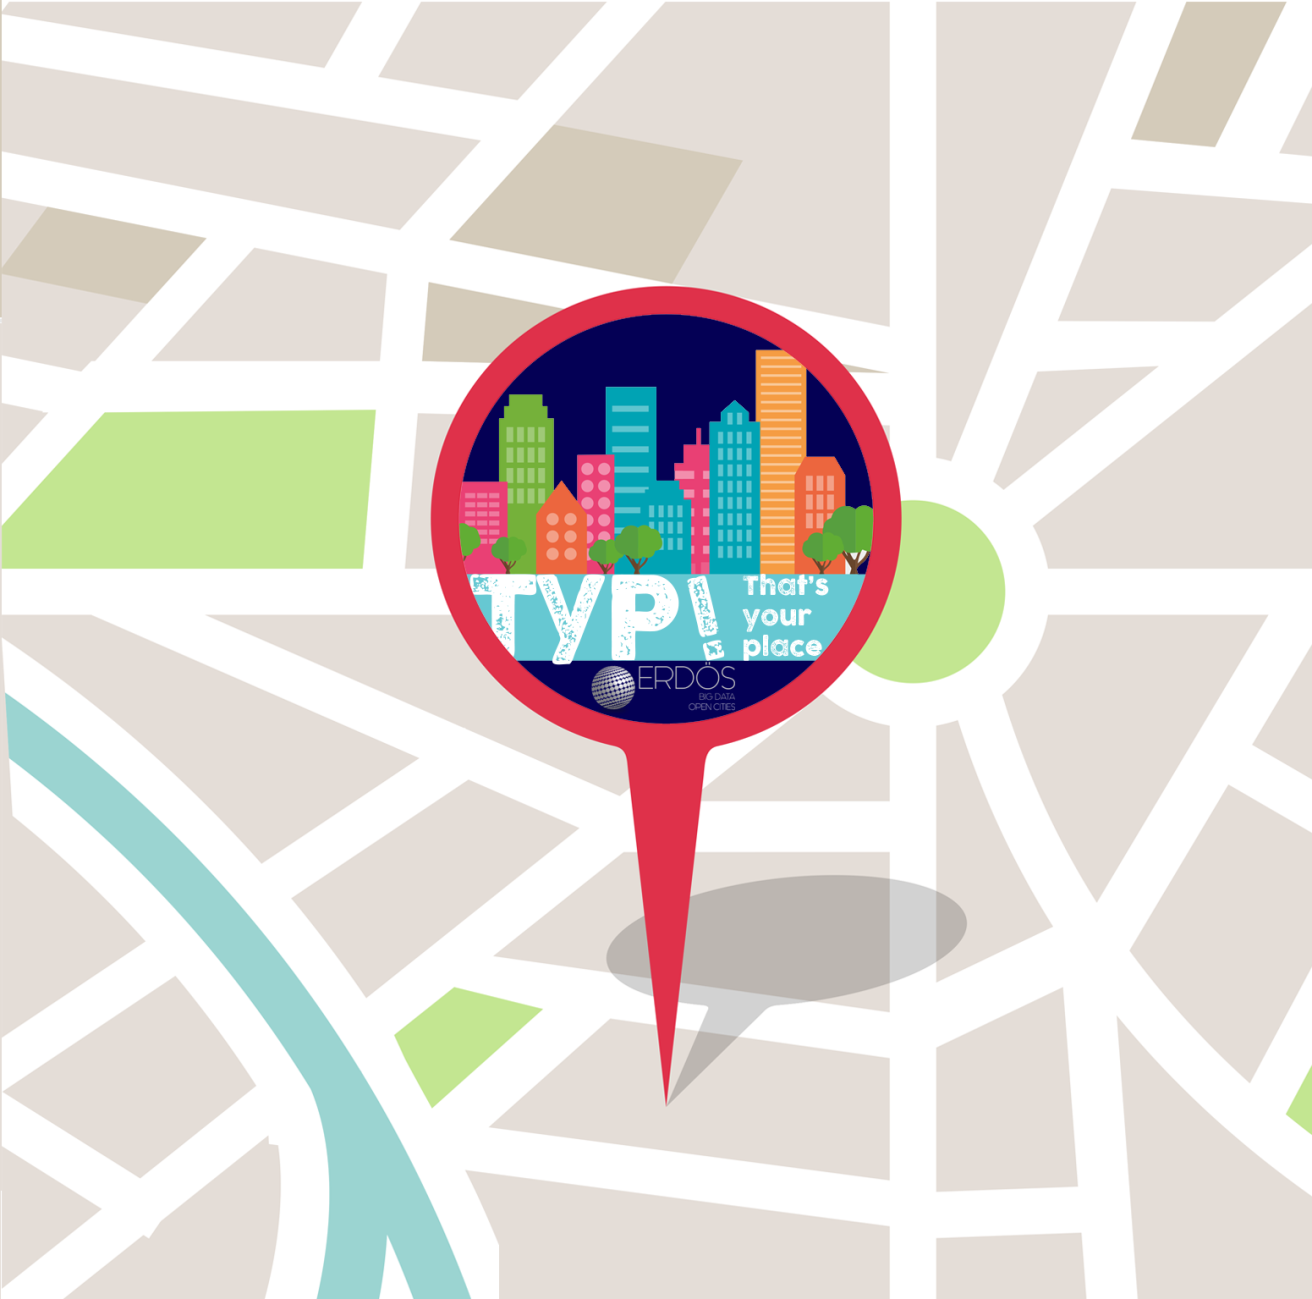 TYP!
That's
your
place
ERDÖS
BIG DATA
OPEN CITIES